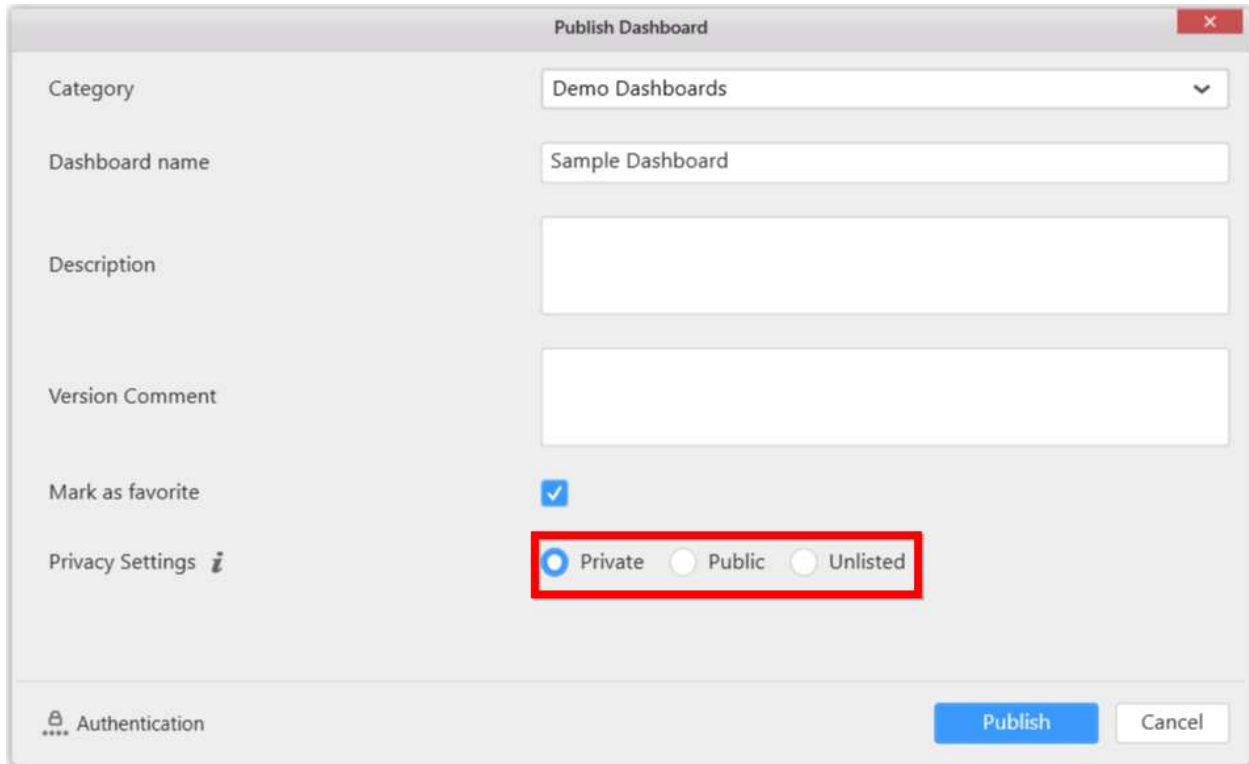 Publish Dashboard
Category
Demo Dashboards
Dashboard name
Sample Dashboard
Description
Version Comment
Mark as favorite
Privacy Settings i
Private Public Unlisted
Authentication
Publish Cancel